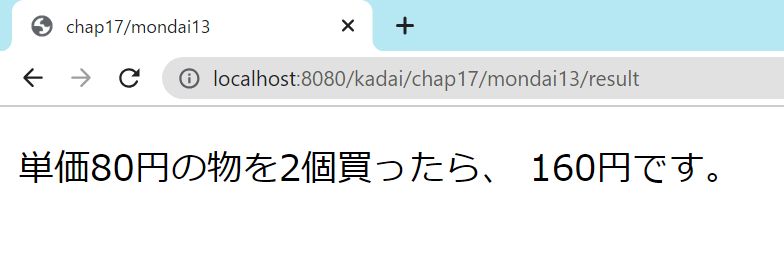 chap17/mondai13
localhost:8080/kadai/chap17/mondai13/result
単価80円の物を2個買ったら、 160円です。